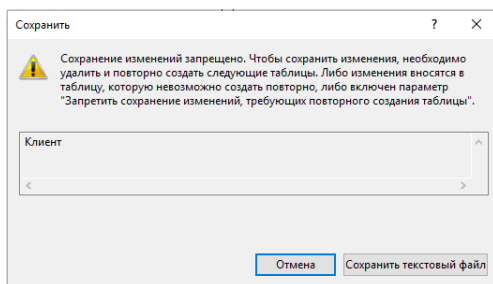 Сохранить
?
Сохранение изменений запрещено. Чтобы сохранить изменения, необходимо
удалить и повторно создать следующие таблицы. Либо изменения вносятся в
таблицу, которую невозможно создать повторно, либо включен параметр
"Запретить сохранение изменений, требующих повторного создания таблицы".
Клиент
Отмена
Сохранить текстовый файл